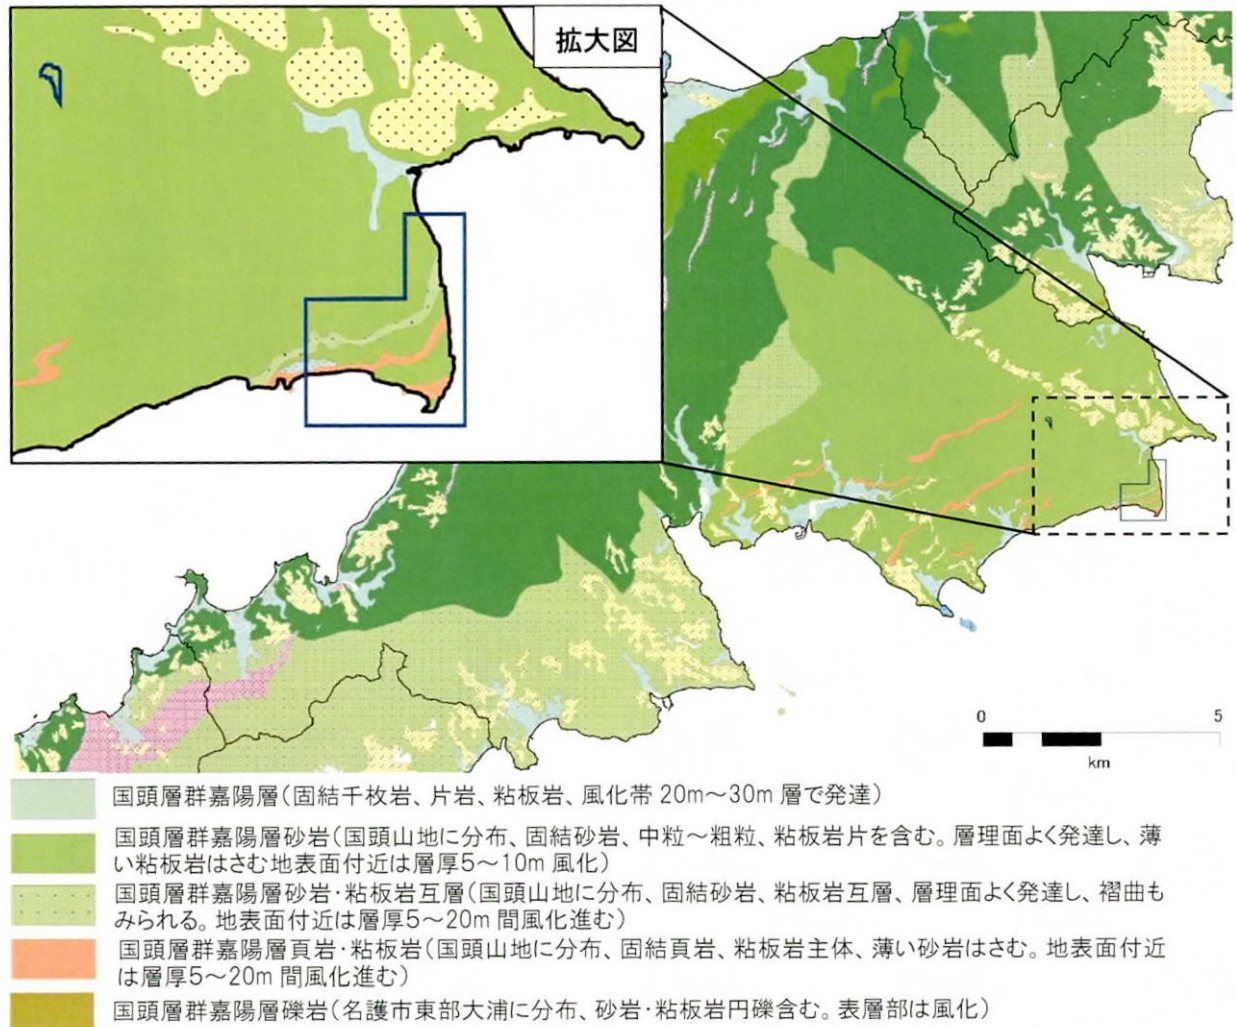 拡大図
0 5
km
国頭層群嘉陽層(固結千枚岩、片岩、粘板岩、風化帯 20m~30m 層で発達)
国頭層群嘉陽層砂岩(国頭山地に分布、固結砂岩、中粒~粗粒、粘板岩片を含む。層理面よく発達し、薄
い粘板岩はさむ地表面付近は層厚5~10m 風化)
国頭層群嘉陽層砂岩・粘板岩互層(国頭山地に分布、固結砂岩、粘板岩互層、層理面よく発達し、褶曲も
みられる。地表面付近は層厚5~20m 間風化進む)
国頭層群嘉陽層頁岩・粘板岩(国頭山地に分布、固結頁岩、粘板岩主体、薄い砂岩はさむ。地表面付近
は層厚5~20m 間風化進む)
国頭層群嘉陽層礫岩(名護市東部大浦に分布、砂岩・粘板岩円礫含む。表層部は風化)